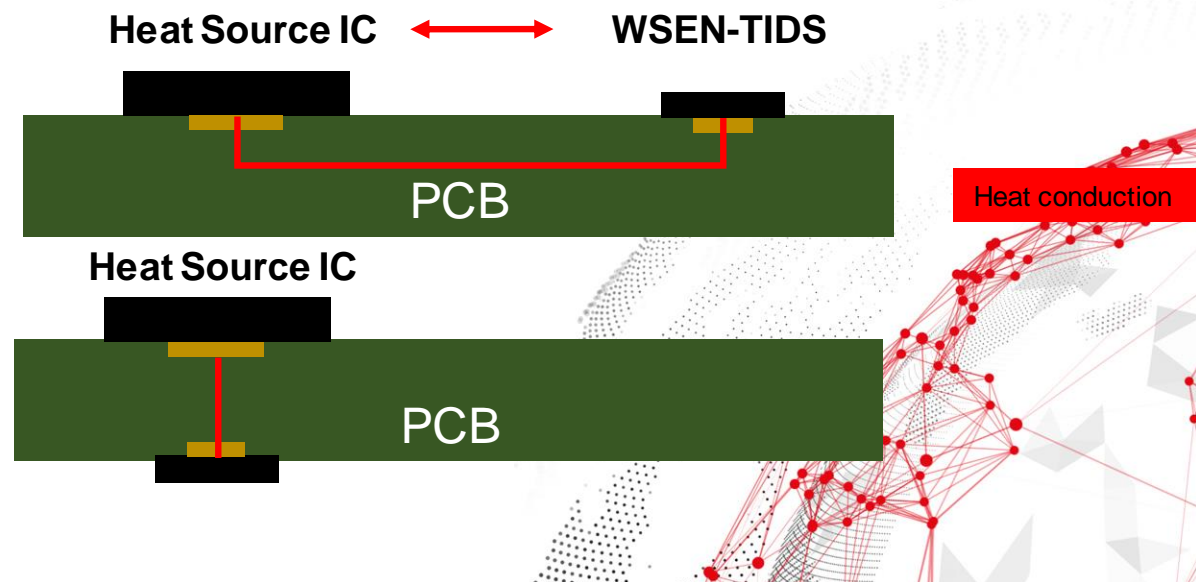 Heat Source IC WSEN-TIDS
PCB
Heat conduction
Heat Source IC
PCB